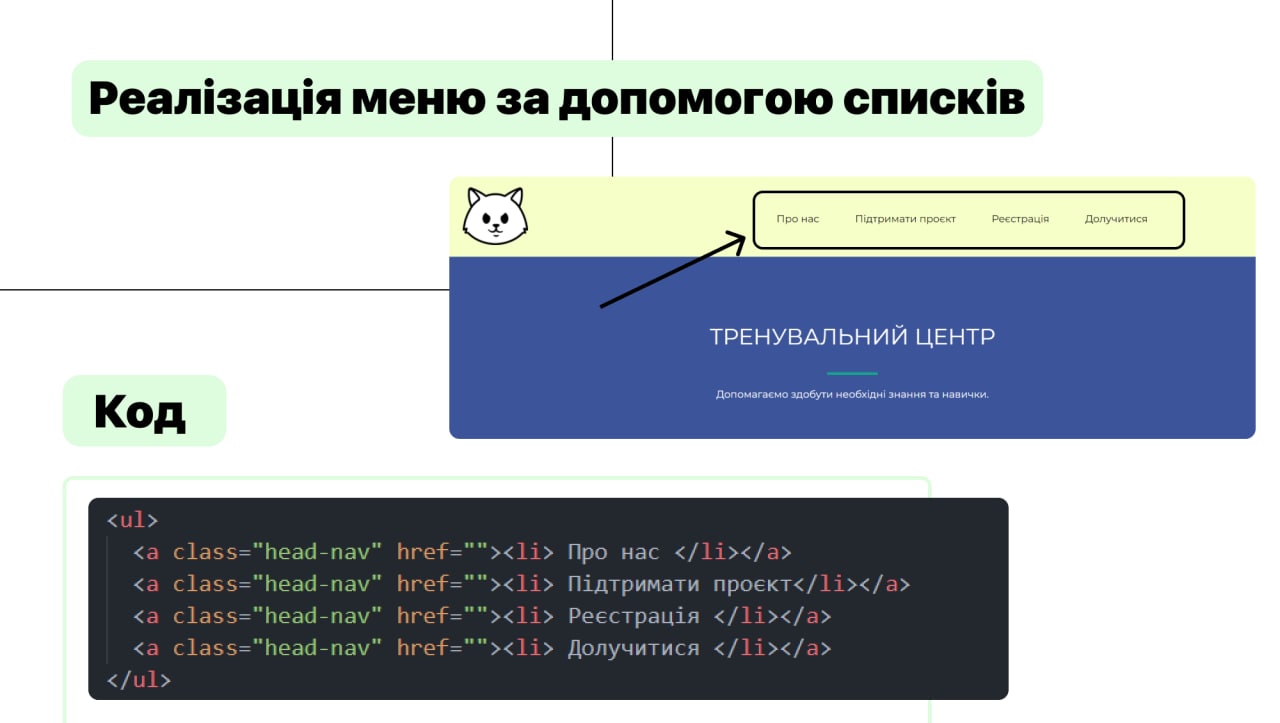 Реалізація меню за допомогою списків
Про нас Підтримати проєкт Реєстрація Долучитися
ТРЕНУВАЛЬНИЙ ЦЕНТР
Допомагаємо здобути необхідні знання та навички.
Код
<ul>
<a class="head-nav" href=""><li> Про нас </li></a>
<a class="head-nav" href=""><li> Підтримати проєкт</li></a>
<a class="head-nav" href=""><li> Реєстрація </li></a>
<a class="head-nav" href=""><li> Долучитися </li></a>
</ul>